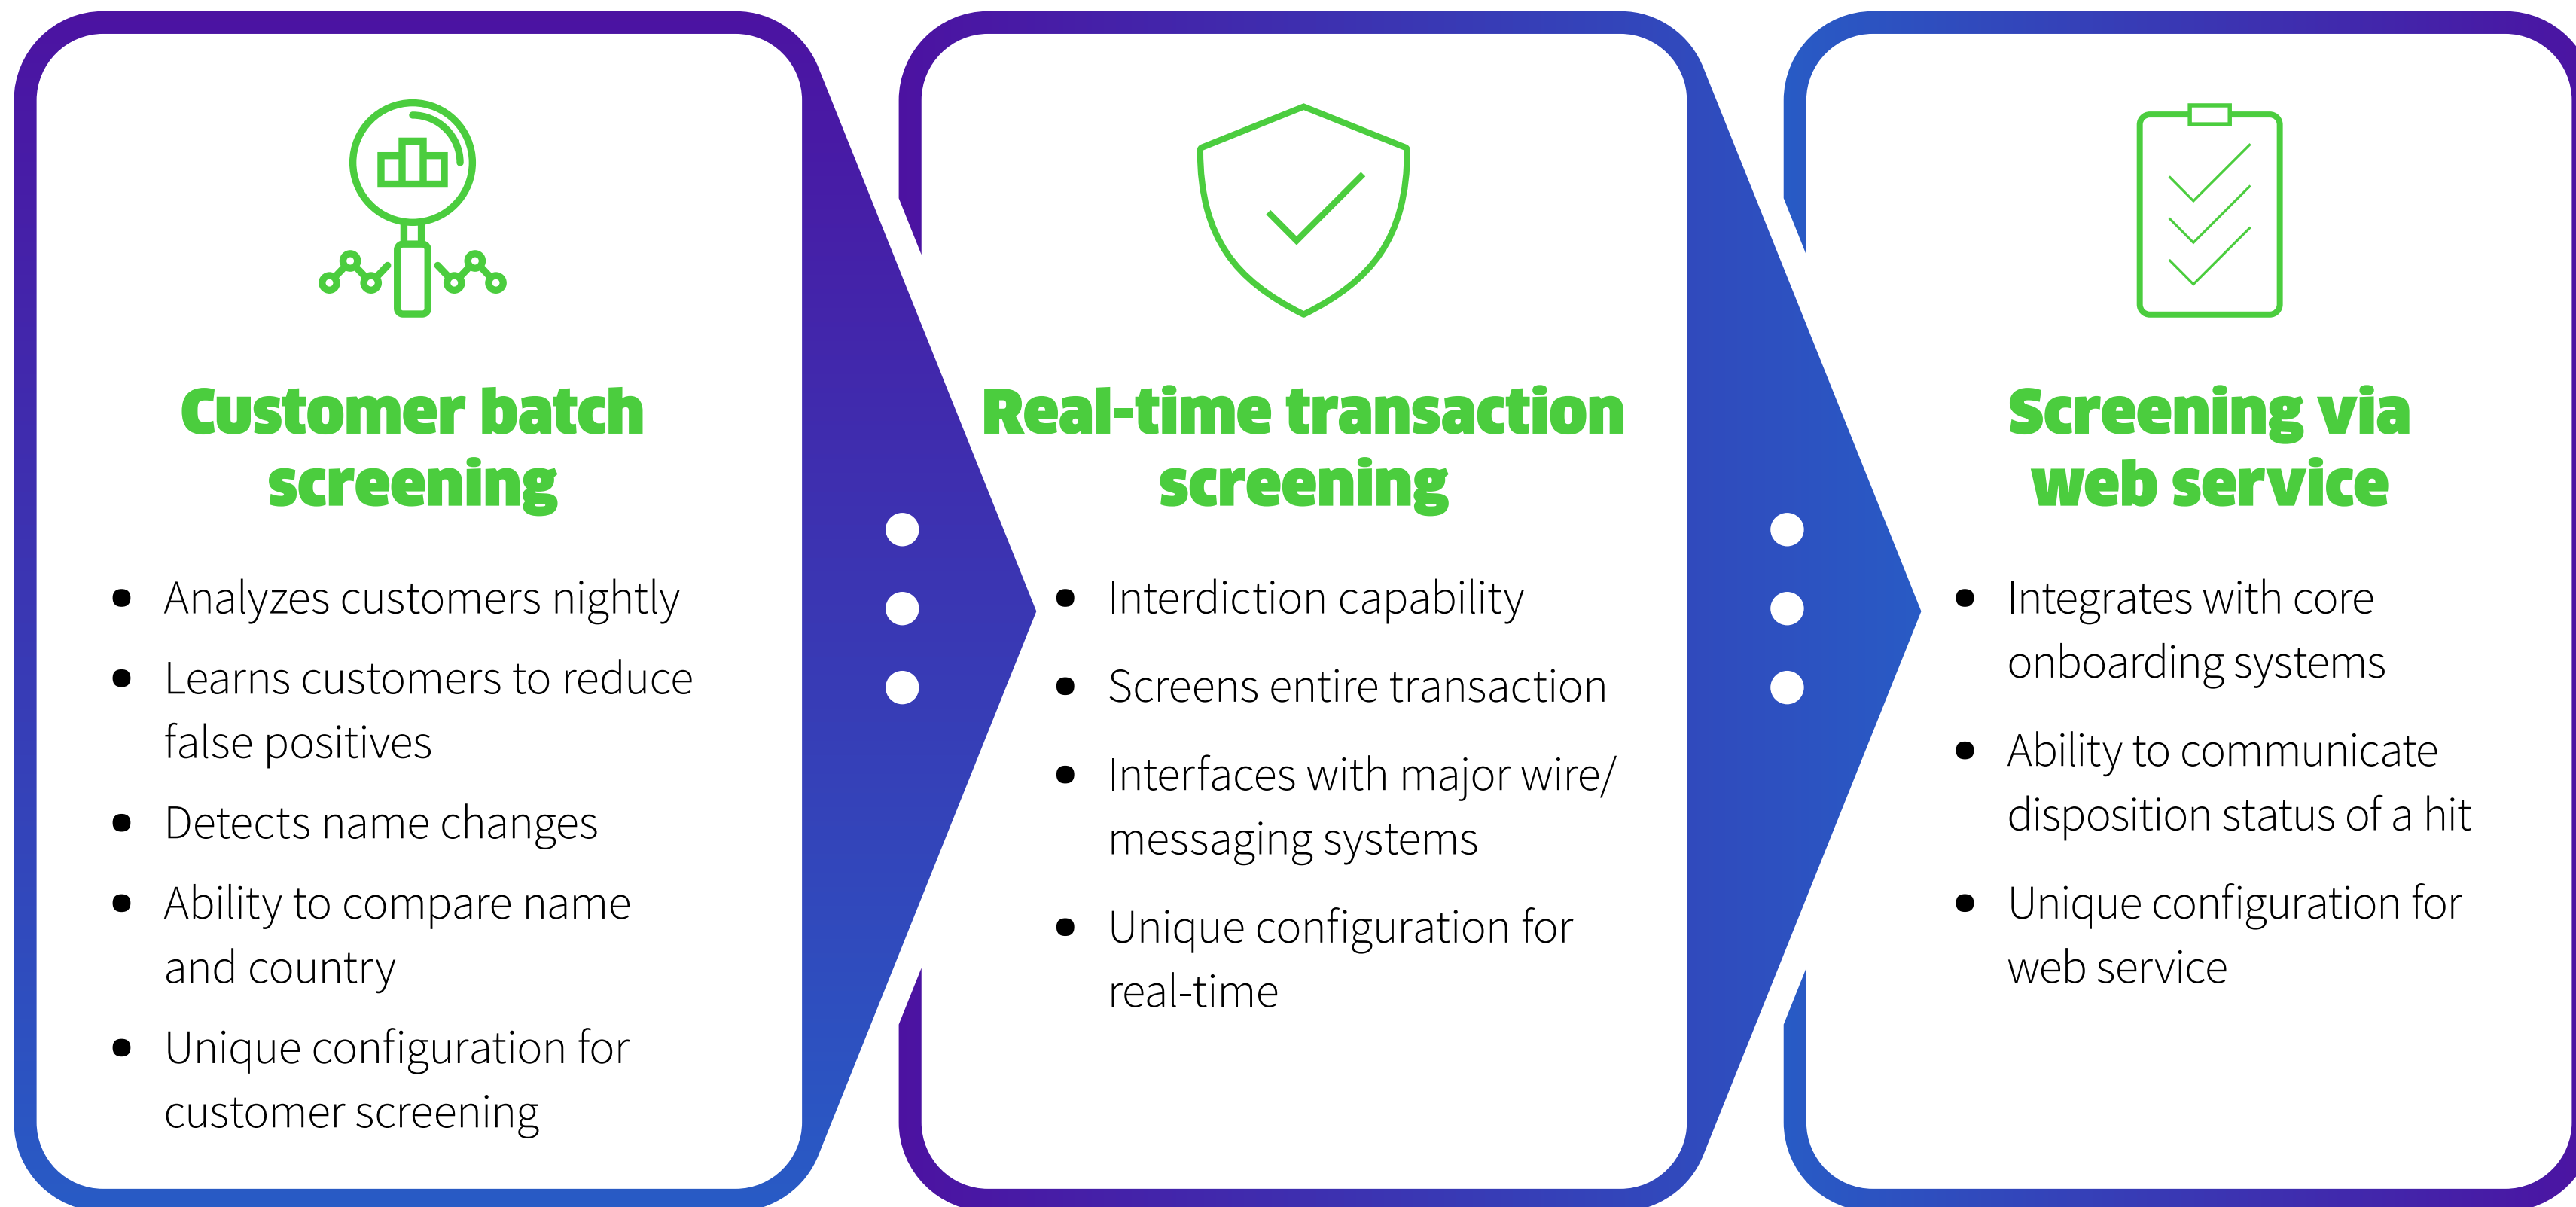 Customer batch
screening
• Analyzes customers nightly
• Learns customers to reduce
false positives
• Detects name changes
• Ability to compare name
and country
• Unique configuration for
customer screening
Real-time transaction
screening
• Interdiction capability
• Screens entire transaction
• Interfaces with major wire/
messaging systems
• Unique configuration for
real-time
Screening via
web service
• Integrates with core
onboarding systems
• Ability to communicate
disposition status of a hit
• Unique configuration for
web service